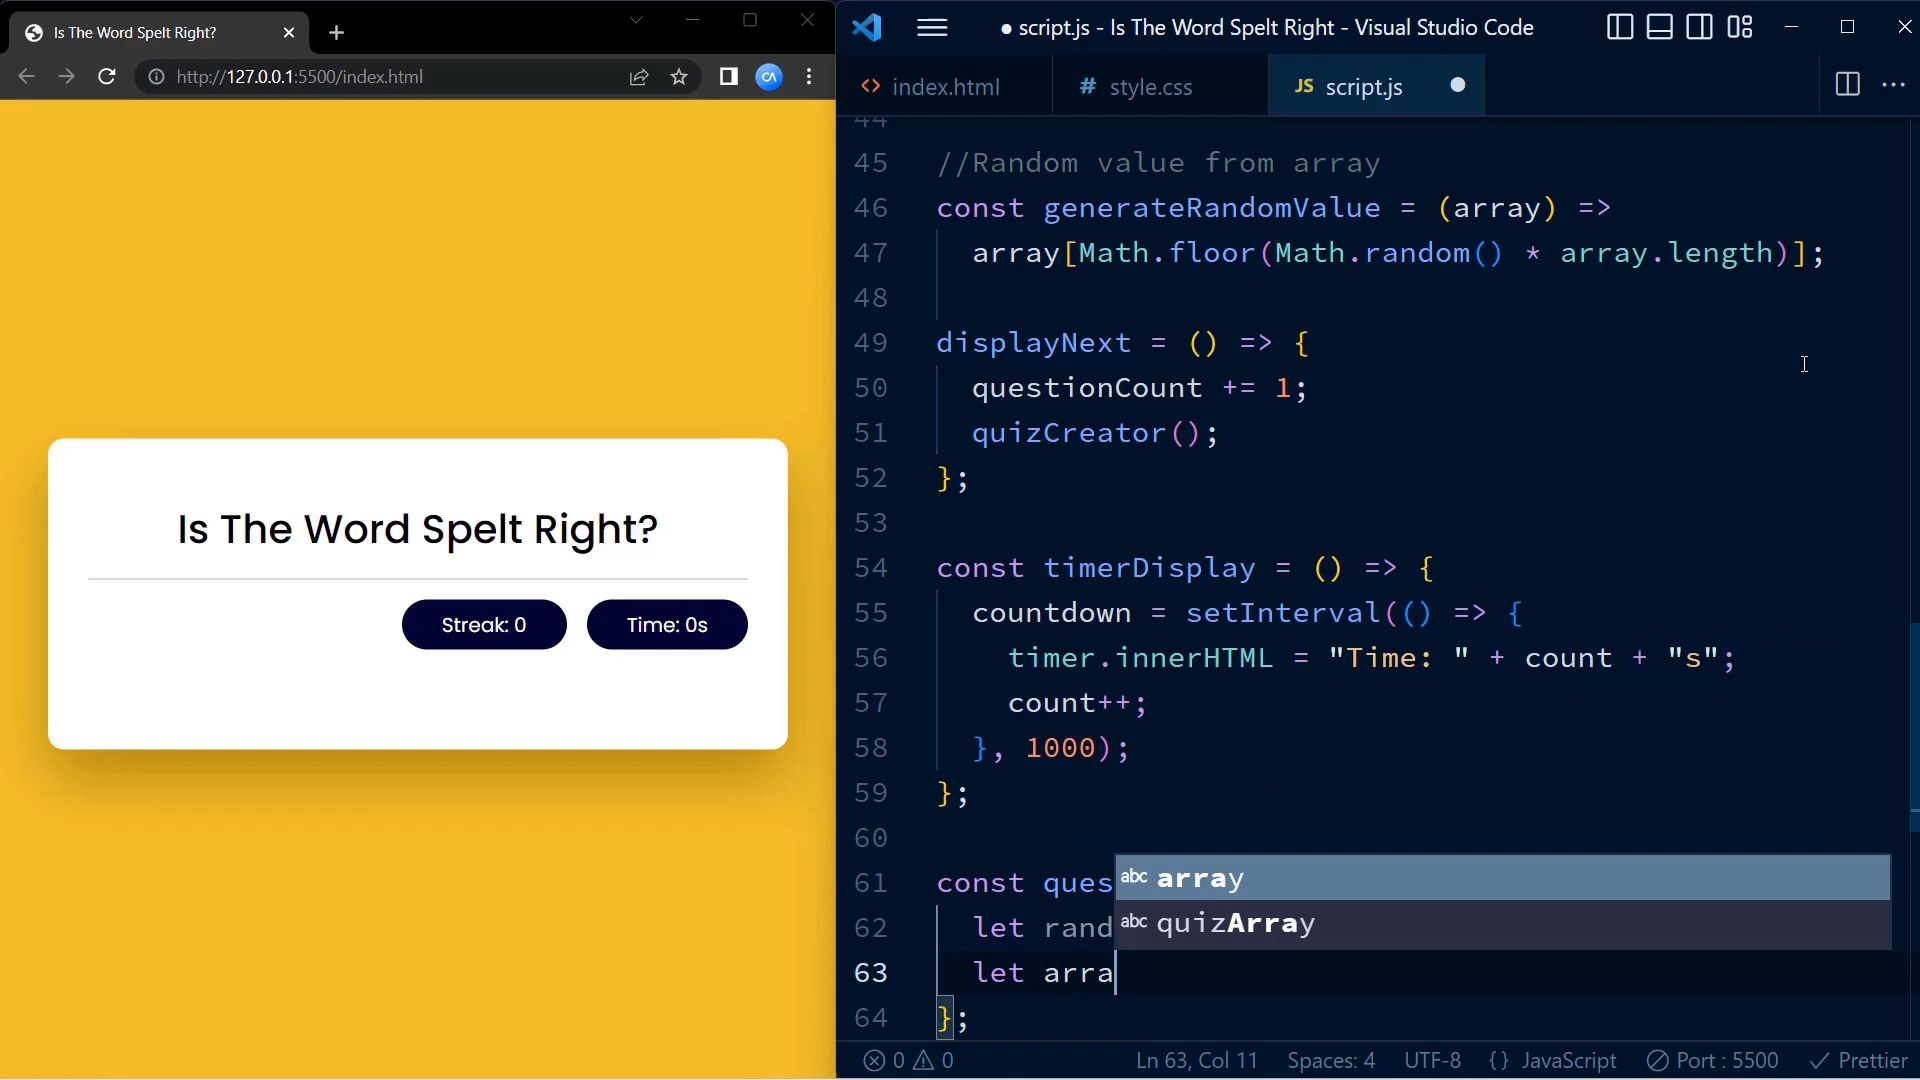 Is The Word Spelt Right?
http://127.0.0.1:5500/index.html
CA
Is The Word Spelt Right?
Streak: 0
Time: 0s
● script.js - Is The Word Spelt Right - Visual Studio Code
<> index.html
# style.css
JS script.js
44
45 //Random value from array
46 const generateRandomValue = (array) =>
47 array[Math.floor(Math.random() * array.length)];
48
49 displayNext = () => {
50 questionCount += 1;
51 quizCreator();
52 };
53
54 const timerDisplay = () => {
55 countdown = setInterval(() => {
56 timer.innerHTML = "Time: " + count + "s";
57 count++;
58 }, 1000);
59 };
60
61 const ques
abc array
62 let rand
abc quizArray
63 let arra
64 };
0 0
Ln 63, Col 11
Spaces: 4
UTF-8
{} JavaScript
Port : 5500
Prettier